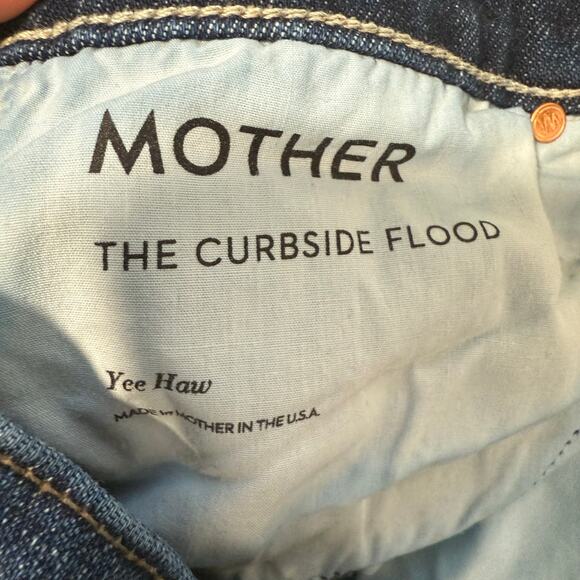 MOTHER
THE CURBSIDE FLOOD
Yee Haw
MADE by MOTHER IN THE U.S.A.